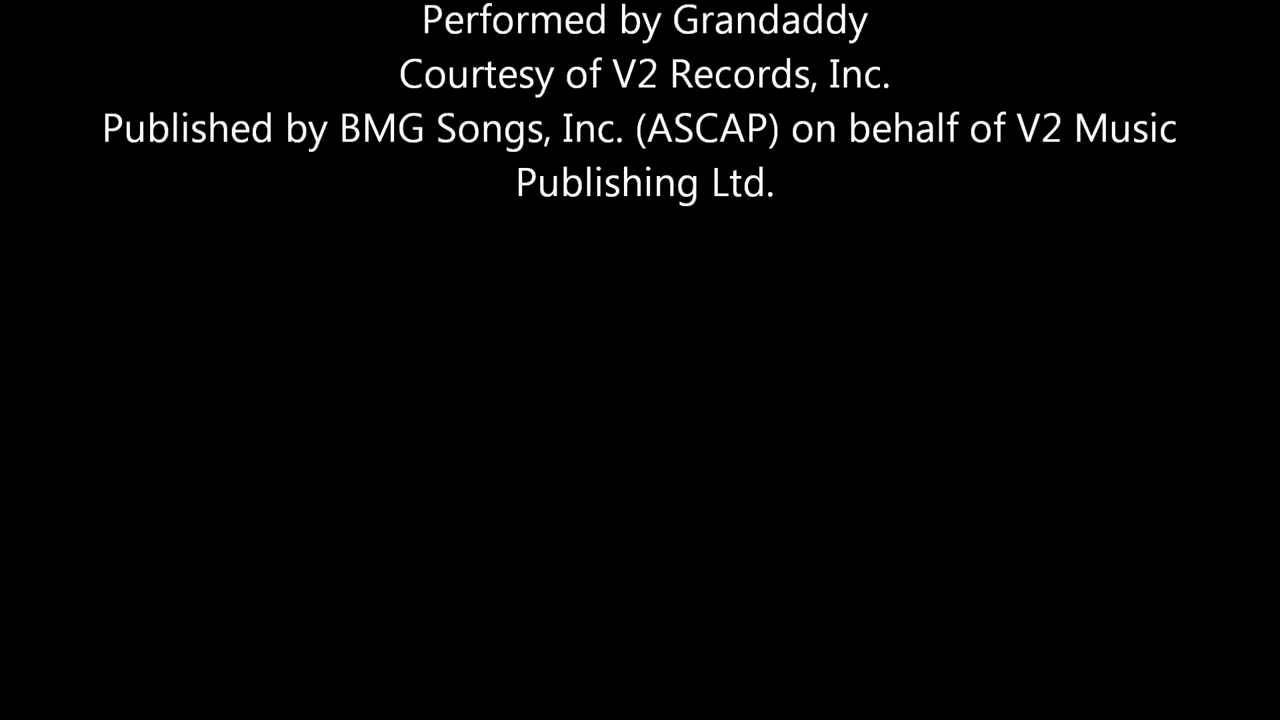 Performed by Grandaddy
Courtesy of V2 Records, Inc.
Published by BMG Songs, Inc. (ASCAP) on behalf of V2 Music
Publishing Ltd.